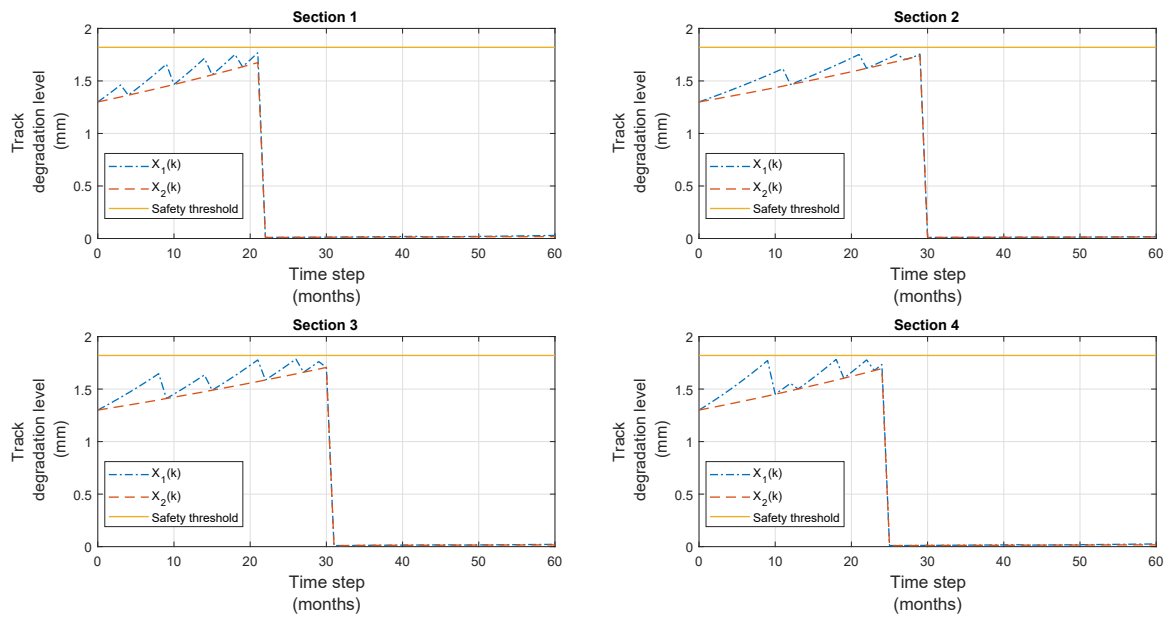 Section 1
2
1.5
1
0.5
0
Track
degradation level
(mm)
X1(k)
X2(k)
Safety threshold
0 10 20 30 40 50 60
Time step
(months)
Section 2
2
1.5
1
0.5
0
Track
degradation level
(mm)
X1(k)
X2(k)
Safety threshold
0 10 20 30 40 50 60
Time step
(months)
Section 3
2
1.5
1
0.5
0
Track
degradation level
(mm)
X1(k)
X2(k)
Safety threshold
0 10 20 30 40 50 60
Time step
(months)
Section 4
2
1.5
1
0.5
0
Track
degradation level
(mm)
X1(k)
X2(k)
Safety threshold
0 10 20 30 40 50 60
Time step
(months)